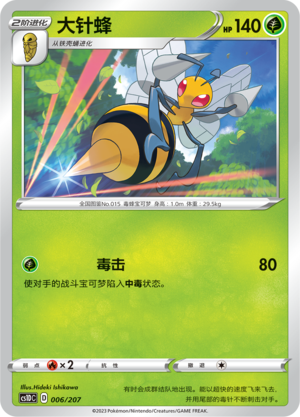 2阶进化
大针蜂
HP 140
从铁壳蛹进化
全国图鉴No.015 毒蜂宝可梦 身高：1.0m 体重：29.5kg
毒击 80
使对手的战斗宝可梦陷入中毒状态。
弱点 ×2 抗性 撤退
Illus.Hideki Ishikawa
CS1DC D 006/207
有时会成群结队地出现。能以超快的速度飞来飞去，
并用尾部的毒针不断刺击对手。
©2023 Pokémon/Nintendo/Creatures/GAME FREAK.